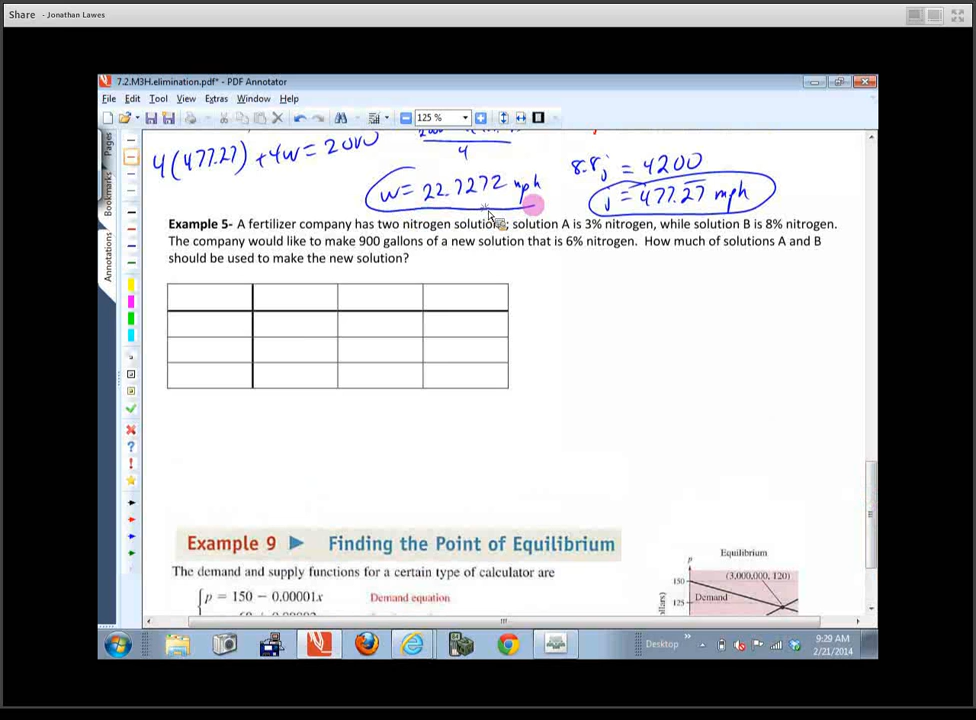 Share - Jonathan Lawes
7.2.M3H.elimination.pdf* - PDF Annotator
File Edit Tool View Extras Window Help
125 %
Pages
Bookmarks
Annotations
4(477.27) + 4w = 2000
4
w = 22.7272 mph
8.8j = 4200
j = 477.27 mph
Example 5- A fertilizer company has two nitrogen solutions; solution A is 3% nitrogen, while solution B is 8% nitrogen.
The company would like to make 900 gallons of a new solution that is 6% nitrogen. How much of solutions A and B
should be used to make the new solution?
Example 9 ▶ Finding the Point of Equilibrium
The demand and supply functions for a certain type of calculator are
p = 150 − 0.00001x Demand equation
Equilibrium
p
(3,000,000, 120)
150
Demand
125
Desktop
9:29 AM
2/21/2014